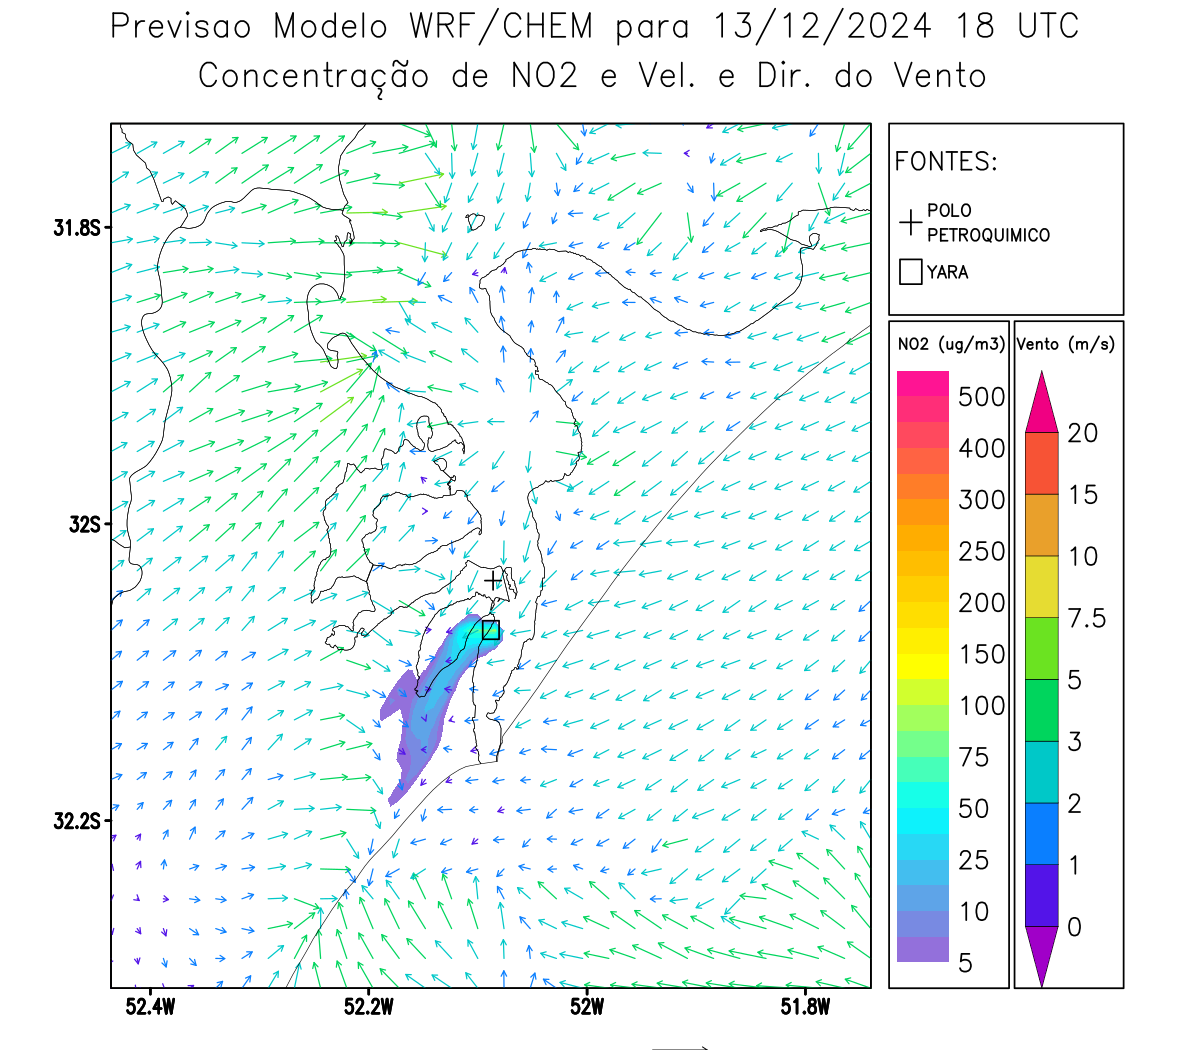 Previsao Modelo WRF/CHEM para 13/12/2024 18 UTC
Concentração de NO2 e Vel. e Dir. do Vento
FONTES:
POLO
PETROQUIMICO
YARA
31.8S
32S
32.2S
52.4W
52.2W
52W
51.8W
NO2 (ug/m3)
500
400
300
250
200
150
100
75
50
25
10
5
Vento (m/s)
20
15
10
7.5
5
3
2
1
0